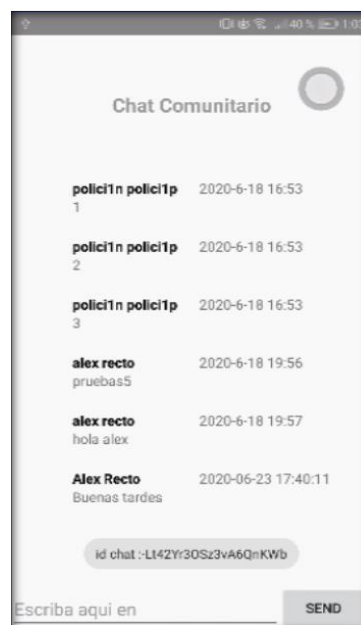 40 % 1:03
Chat Comunitario
polici1n polici1p 2020-6-18 16:53
1
polici1n polici1p 2020-6-18 16:53
2
polici1n polici1p 2020-6-18 16:53
3
alex recto 2020-6-18 19:56
pruebas5
alex recto 2020-6-18 19:57
hola alex
Alex Recto 2020-06-23 17:40:11
Buenas tardes
id chat :-Lt42Yr3OSz3vA6QnKWb
Escriba aqui en SEND